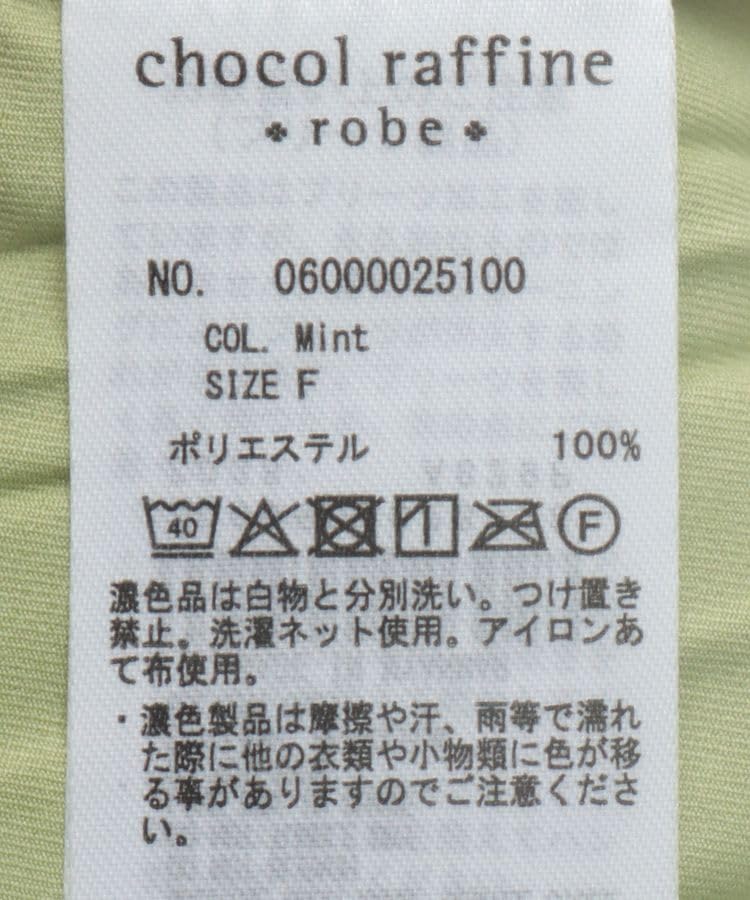 chocol raffine
robe
NO. 06000025100
COL. Mint
SIZE F
ポリエステル 100%
40 F
濃色品は白物と分別洗い。つけ置き
禁止。洗濯ネット使用。アイロンあ
て布使用。
・濃色製品は摩擦や汗、雨等で濡れ
た際に他の衣類や小物類に色が移
る事がありますのでご注意くださ
い。